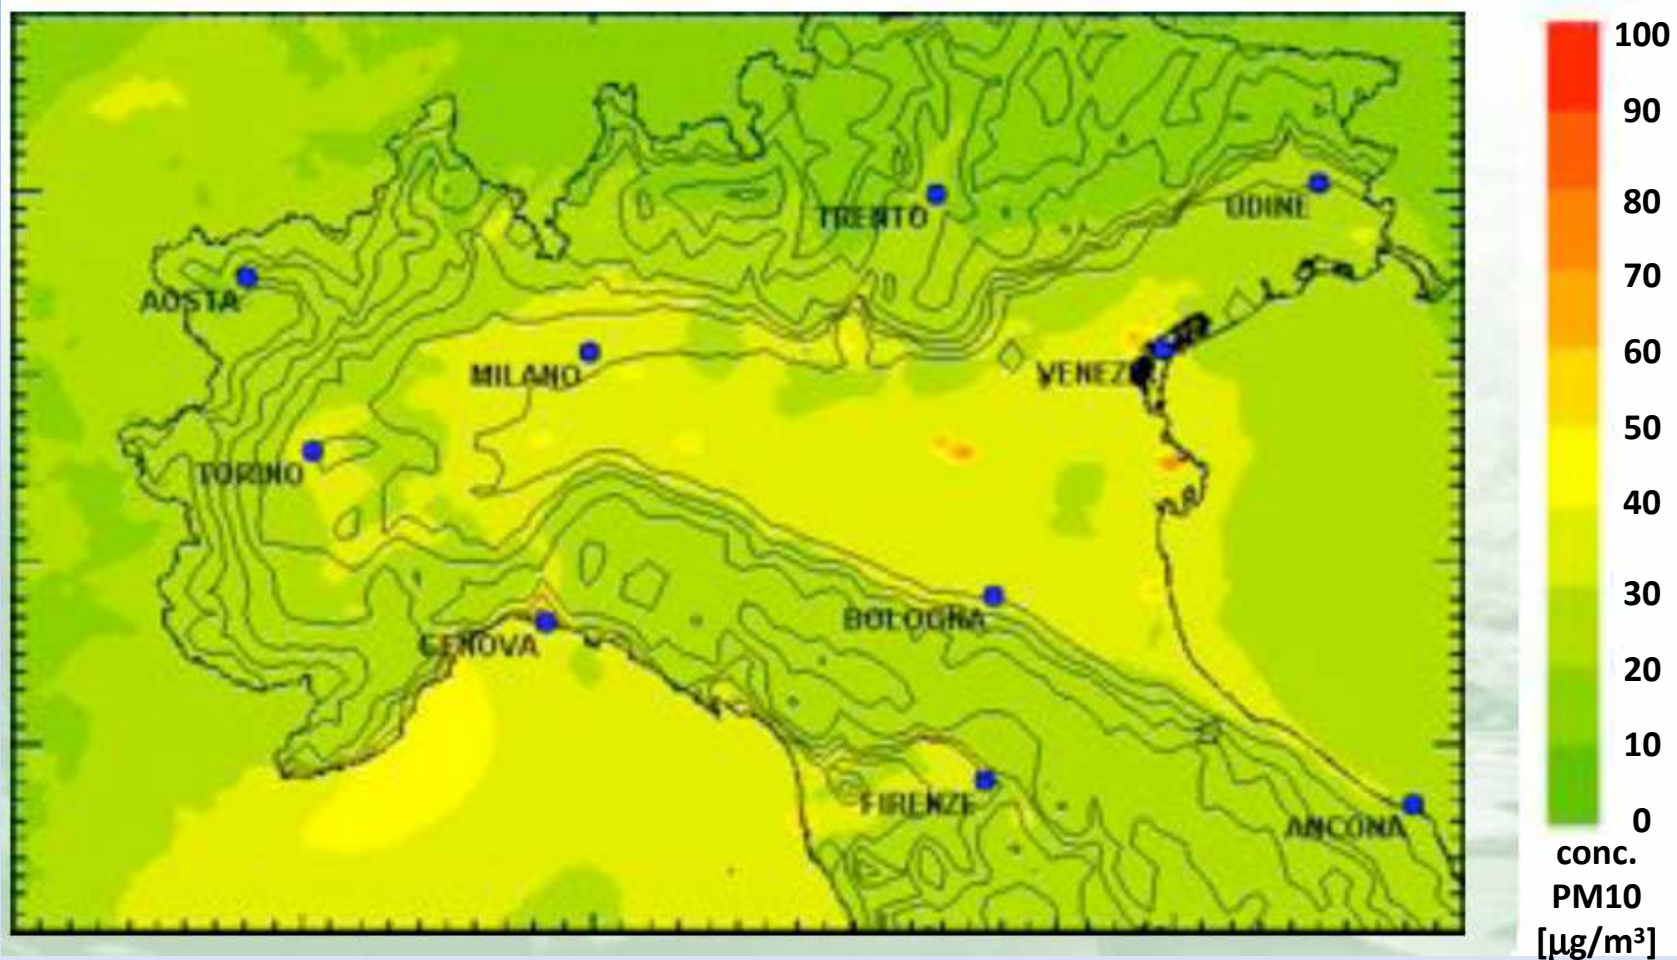 TRENTO
UDINE
AOSTA
MILANO
VENEZ
TORINO
GENOVA
BOLOGNA
FIRENZE
ANCONA
100
90
80
70
60
50
40
30
20
10
0
conc.
PM10
[µg/m³]